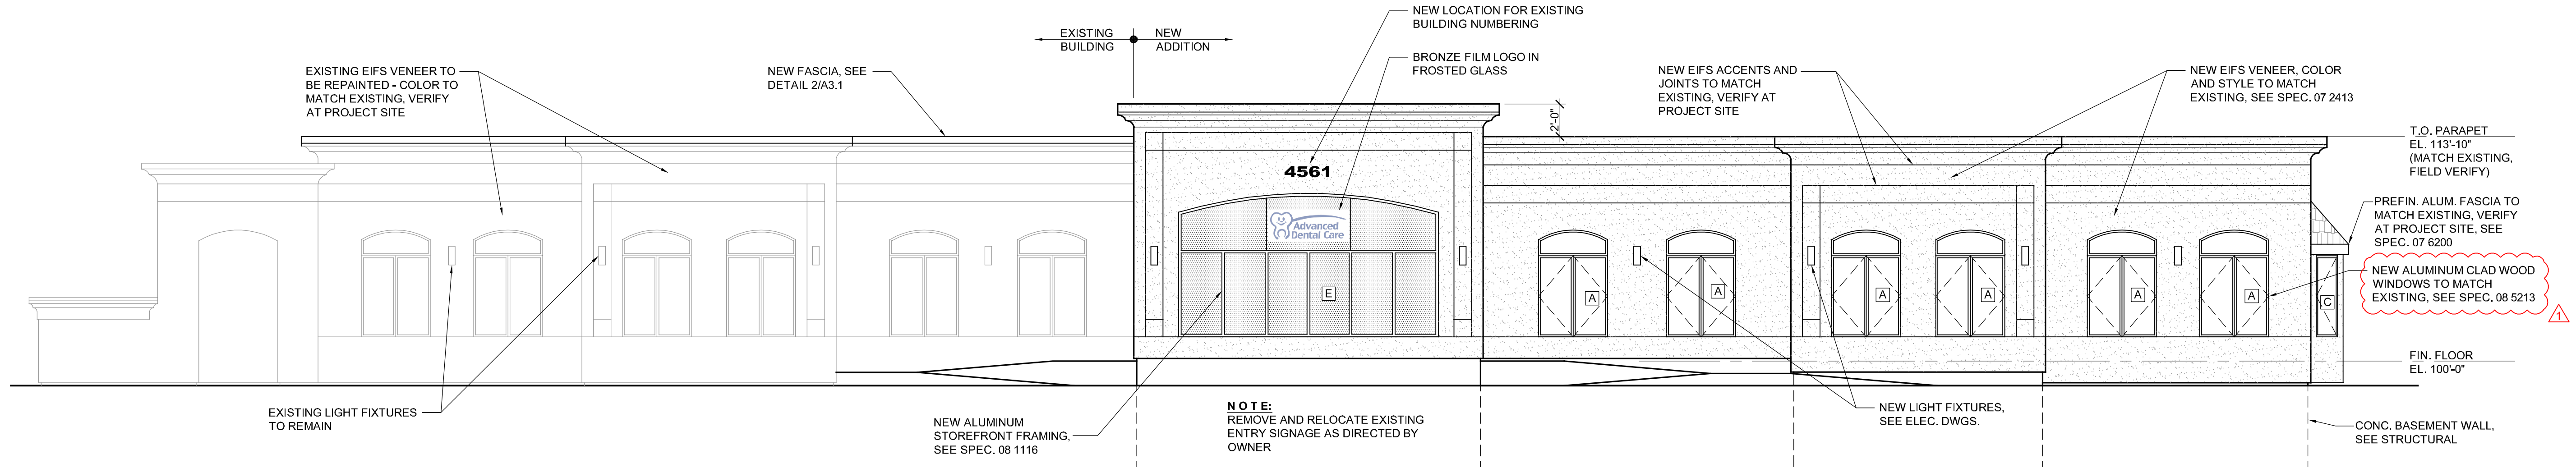 NEW LOCATION FOR EXISTING
BUILDING NUMBERING
EXISTING
BUILDING
NEW
ADDITION
BRONZE FILM LOGO IN
FROSTED GLASS
EXISTING EIFS VENEER TO
BE REPAINTED - COLOR TO
MATCH EXISTING, VERIFY
AT PROJECT SITE
NEW FASCIA, SEE
DETAIL 2/A3.1
NEW EIFS ACCENTS AND
JOINTS TO MATCH
EXISTING, VERIFY AT
PROJECT SITE
NEW EIFS VENEER, COLOR
AND STYLE TO MATCH
EXISTING, SEE SPEC. 07 2413
2'-0"
T.O. PARAPET
EL. 113'-10"
(MATCH EXISTING,
FIELD VERIFY)
4561
Advanced
Dental Care
PREFIN. ALUM. FASCIA TO
MATCH EXISTING, VERIFY
AT PROJECT SITE, SEE
SPEC. 07 6200
NEW ALUMINUM CLAD WOOD
WINDOWS TO MATCH
EXISTING, SEE SPEC. 08 5213
1
E
A
A
A
A
A
A
C
FIN. FLOOR
EL. 100'-0"
EXISTING LIGHT FIXTURES
TO REMAIN
NEW ALUMINUM
STOREFRONT FRAMING,
SEE SPEC. 08 1116
NOTE:
REMOVE AND RELOCATE EXISTING
ENTRY SIGNAGE AS DIRECTED BY
OWNER
NEW LIGHT FIXTURES,
SEE ELEC. DWGS.
CONC. BASEMENT WALL,
SEE STRUCTURAL